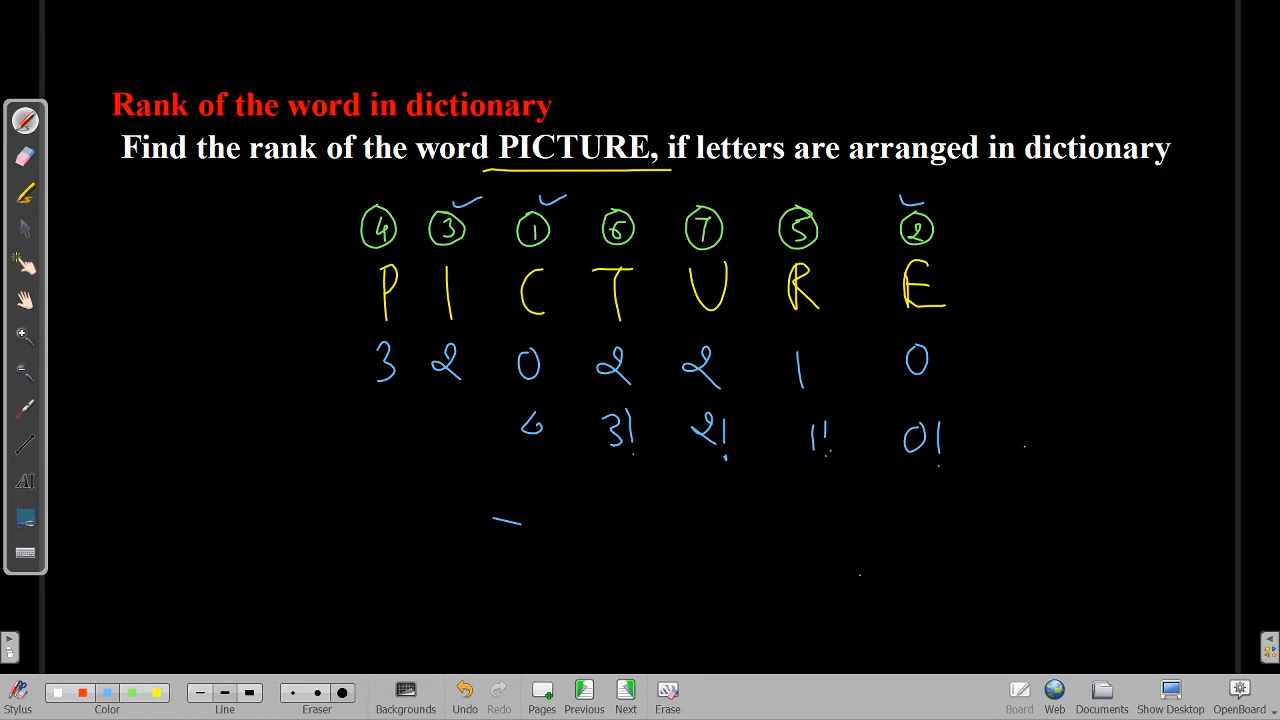 Rank of the word in dictionary
Find the rank of the word PICTURE, if letters are arranged in dictionary
4 3 1 6 7 5 2
P I C T U R E
3 2 0 2 2 1 0
3! 2! 1! 0!
AI
Stylus Color Line Eraser Backgrounds Undo Redo Pages Previous Next Erase Board Web Documents Show Desktop OpenBoard